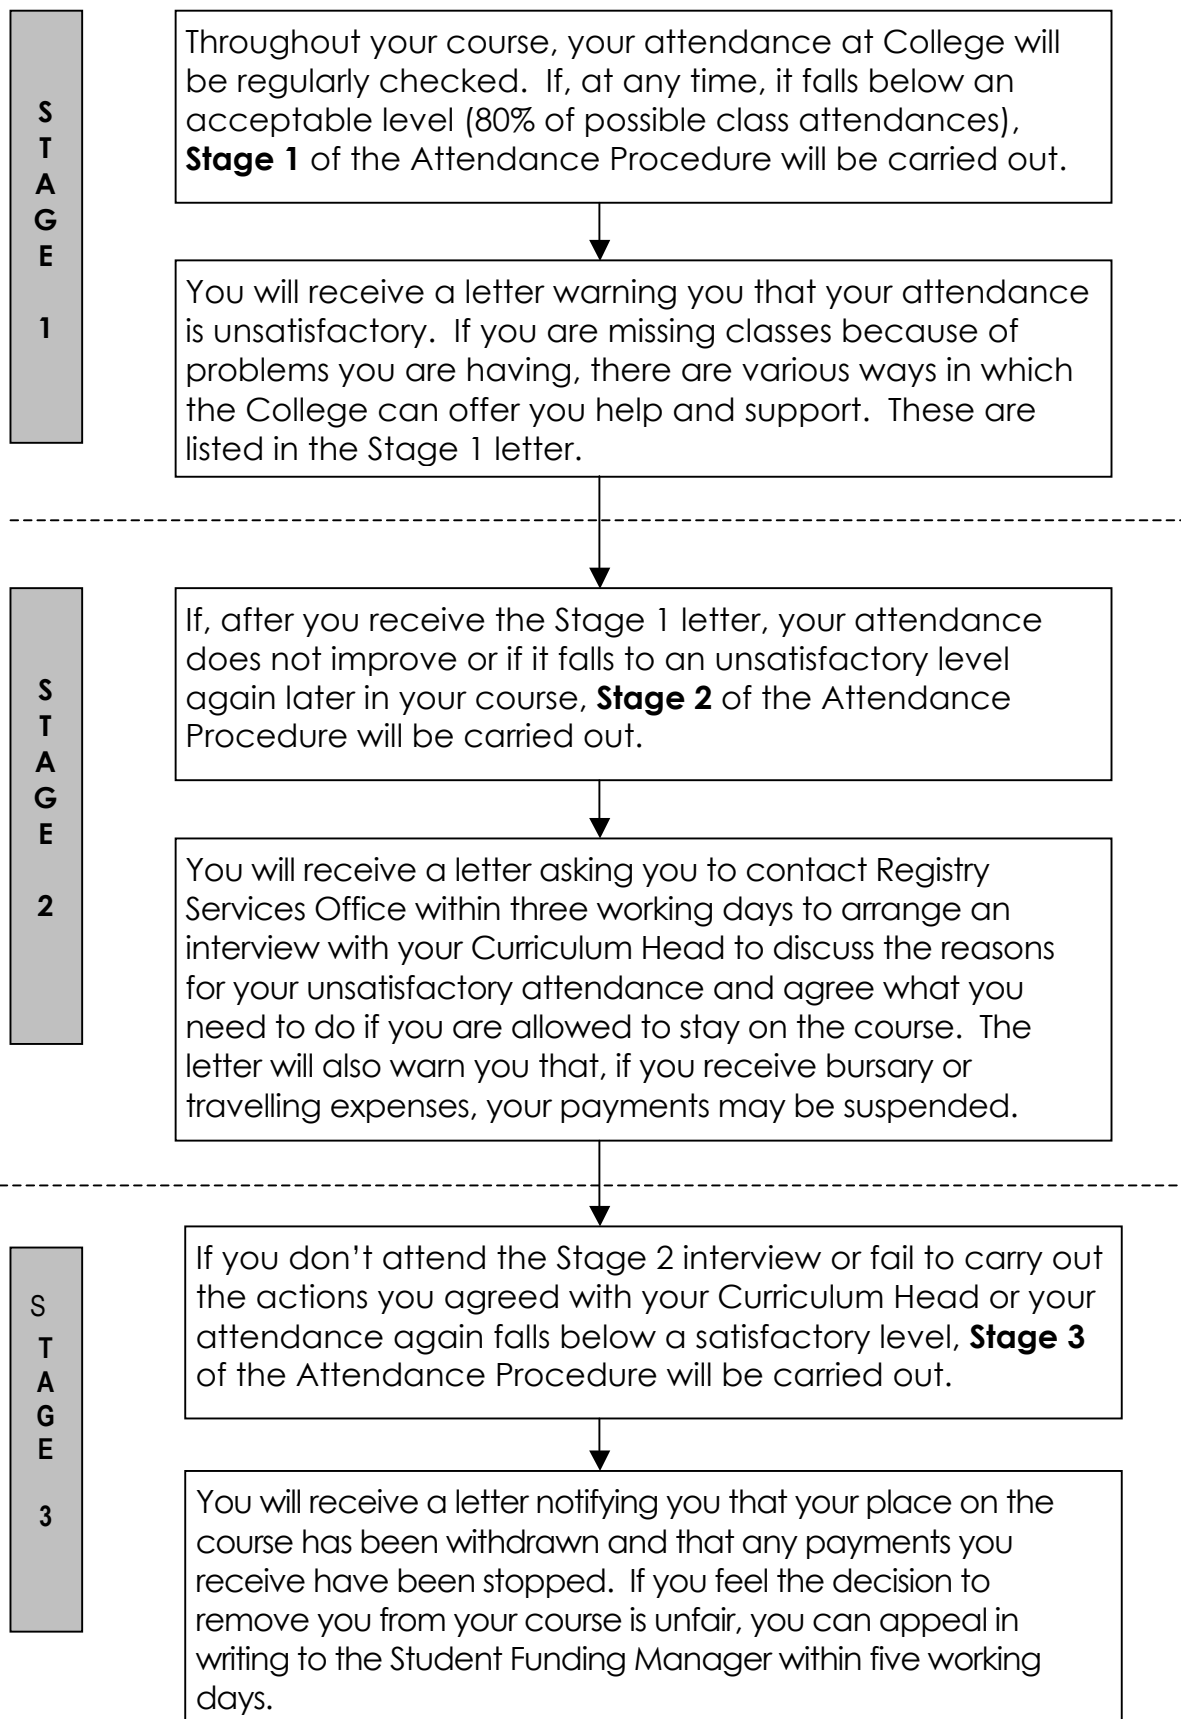 STAGE 1
Throughout your course, your attendance at College will
be regularly checked.  If, at any time, it falls below an
acceptable level (80% of possible class attendances),
Stage 1 of the Attendance Procedure will be carried out.
You will receive a letter warning you that your attendance
is unsatisfactory.  If you are missing classes because of
problems you are having, there are various ways in which
the College can offer you help and support.  These are
listed in the Stage 1 letter.
STAGE 2
If, after you receive the Stage 1 letter, your attendance
does not improve or if it falls to an unsatisfactory level
again later in your course, Stage 2 of the Attendance
Procedure will be carried out.
You will receive a letter asking you to contact Registry
Services Office within three working days to arrange an
interview with your Curriculum Head to discuss the reasons
for your unsatisfactory attendance and agree what you
need to do if you are allowed to stay on the course.  The
letter will also warn you that, if you receive bursary or
travelling expenses, your payments may be suspended.
STAGE 3
If you don’t attend the Stage 2 interview or fail to carry out
the actions you agreed with your Curriculum Head or your
attendance again falls below a satisfactory level, Stage 3
of the Attendance Procedure will be carried out.
You will receive a letter notifying you that your place on the
course has been withdrawn and that any payments you
receive have been stopped.  If you feel the decision to
remove you from your course is unfair, you can appeal in
writing to the Student Funding Manager within five working
days.